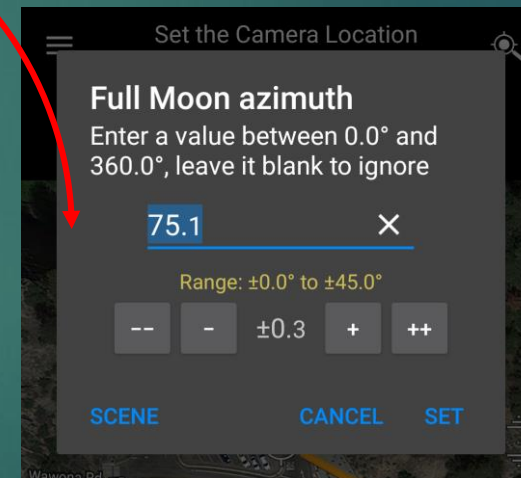 Set the Camera Location
Full Moon azimuth
Enter a value between 0.0° and
360.0°, leave it blank to ignore
75.1
Range: ±0.0° to ±45.0°
-- - ±0.3 + ++
SCENE CANCEL SET
Wawona Rd